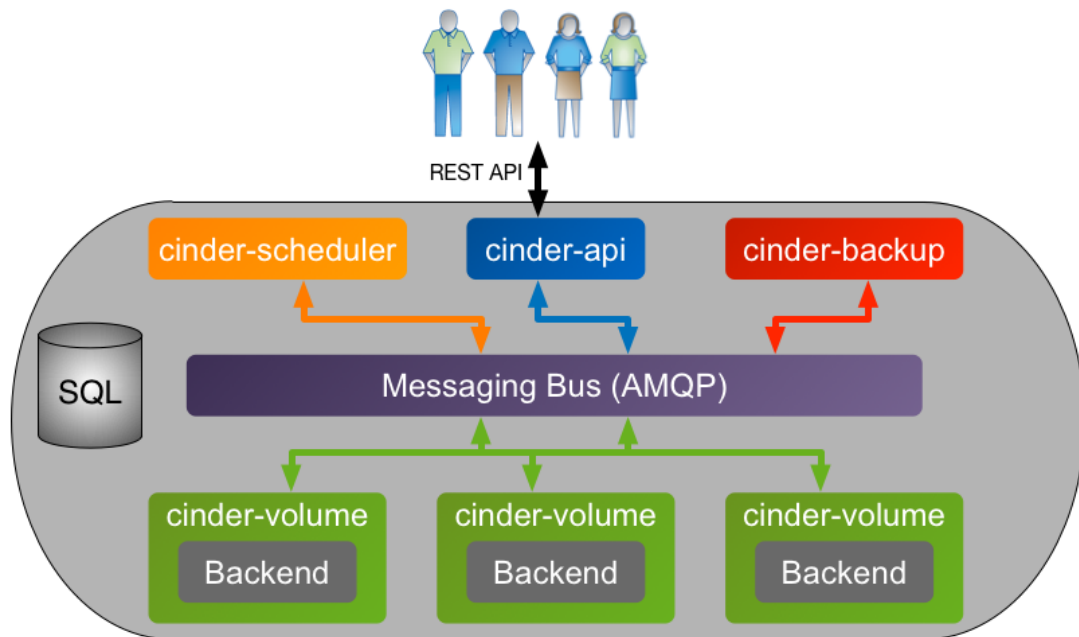 REST API
cinder-scheduler
cinder-api
cinder-backup
SQL
Messaging Bus (AMQP)
cinder-volume
Backend
cinder-volume
Backend
cinder-volume
Backend